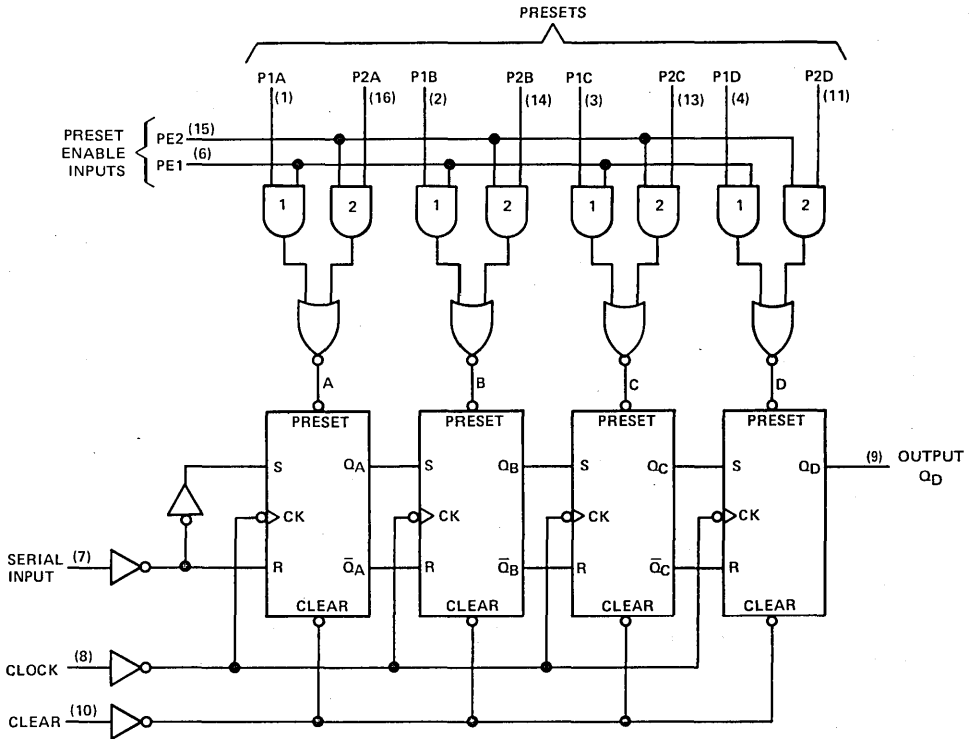 PRESETS
P1A P2A P1B P2B P1C P2C P1D P2D
(1) (16) (2) (14) (3) (13) (4) (11)
PRESET
ENABLE
INPUTS
PE2 (15)
PE1 (6)
1 2 1 2 1 2 1 2
A B C D
PRESET PRESET PRESET PRESET
S QA S QB S QC S QD (9) OUTPUT
QD
CK CK CK CK
SERIAL (7)
INPUT
R Q̅A R Q̅B R Q̅C R
CLEAR CLEAR CLEAR CLEAR
CLOCK (8)
CLEAR (10)